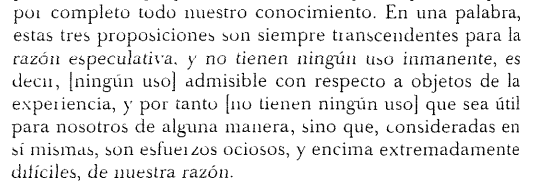 por completo todo nuestro conocimiento. En una palabra,
estas tres proposiciones son siempre transcendentes para la
razón especulativa, y no tienen ningún uso inmanente, es
decir, [ningún uso] admisible con respecto a objetos de la
experiencia, y por tanto [no tienen ningún uso] que sea útil
para nosotros de alguna manera, sino que, consideradas en
sí mismas, son esfuerzos ociosos, y encima extremadamente
difíciles, de nuestra razón.